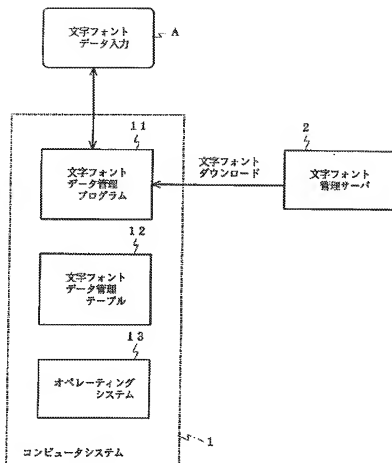 文字フォント
データ入力
A
11
文字フォント
データ管理
プログラム
文字フォント
ダウンロード
2
文字フォント
管理サーバ
12
文字フォント
データ管理
テーブル
13
オペレーティング
システム
コンピュータシステム
1